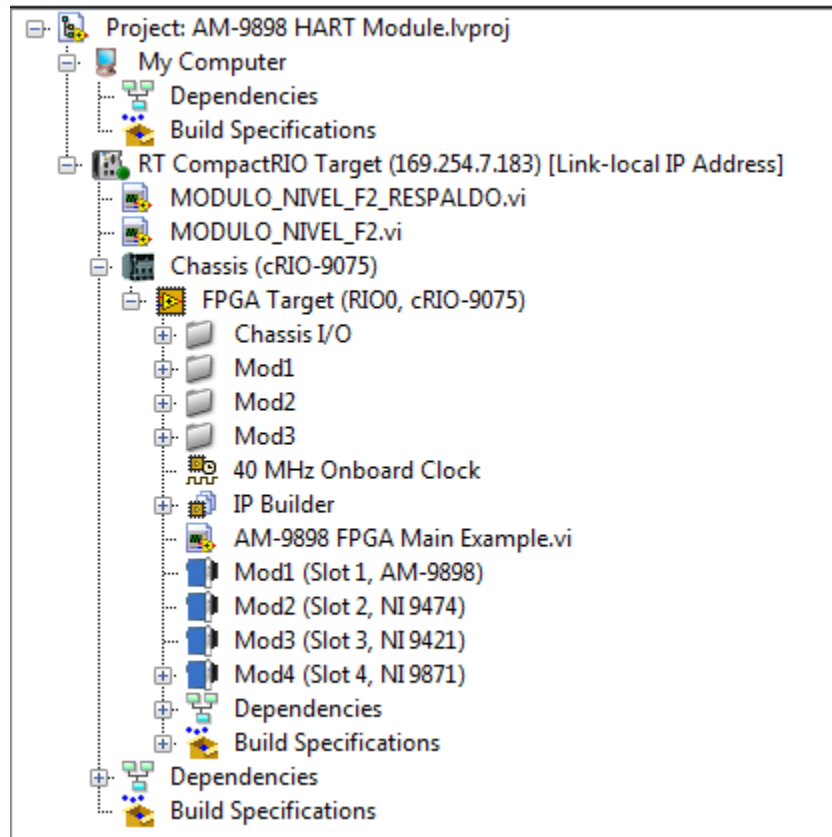 Project: AM-9898 HART Module.lvproj
My Computer
Dependencies
Build Specifications
RT CompactRIO Target (169.254.7.183) [Link-local IP Address]
MODULO_NIVEL_F2_RESPALDO.vi
MODULO_NIVEL_F2.vi
Chassis (cRIO-9075)
FPGA Target (RIO0, cRIO-9075)
Chassis I/O
Mod1
Mod2
Mod3
40 MHz Onboard Clock
IP Builder
AM-9898 FPGA Main Example.vi
Mod1 (Slot 1, AM-9898)
Mod2 (Slot 2, NI 9474)
Mod3 (Slot 3, NI 9421)
Mod4 (Slot 4, NI 9871)
Dependencies
Build Specifications
Dependencies
Build Specifications